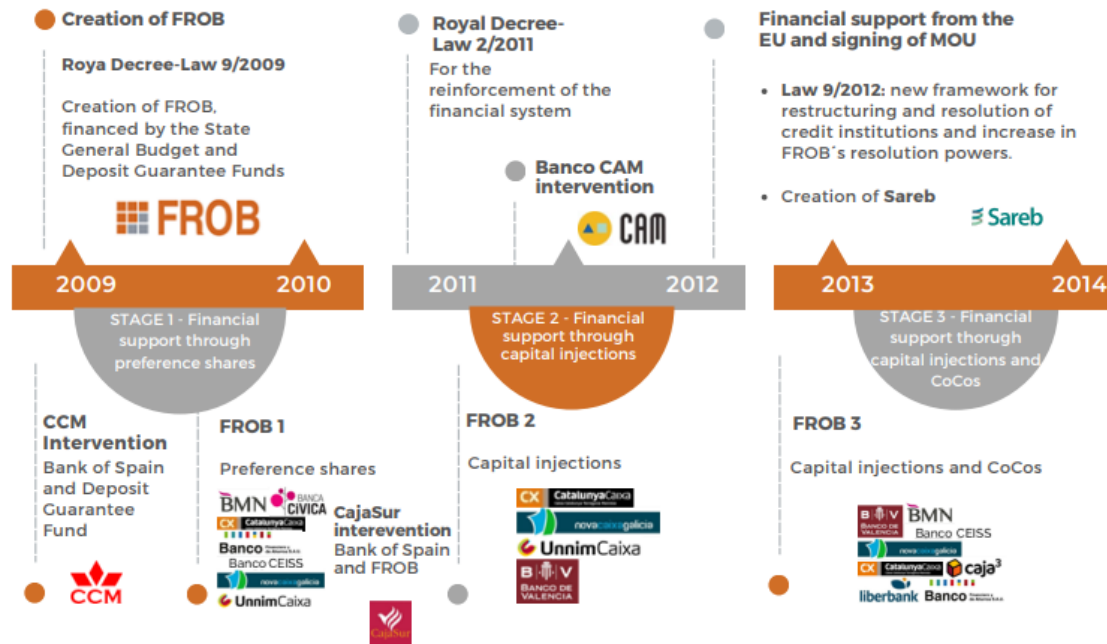 Creation of FROB
Roya Decree-Law 9/2009
Creation of FROB,
financed by the State
General Budget and
Deposit Guarantee Funds
FROB
Royal Decree-
Law 2/2011
For the
reinforcement of the
financial system
Banco CAM
intervention
CAM
Financial support from the
EU and signing of MOU
• Law 9/2012: new framework for
restructuring and resolution of
credit institutions and increase in
FROB´s resolution powers.
• Creation of Sareb
Sareb
2009
2010
2011
2012
2013
2014
STAGE 1 - Financial
support through
preference shares
STAGE 2 - Financial
support through
capital injections
STAGE 3 - Financial
support thorugh
capital injections and
CoCos
CCM
Intervention
Bank of Spain
and Deposit
Guarantee
Fund
CCM
FROB 1
Preference shares
BMN
BANCA
CIVICA
CX CatalunyaCaixa
Banco
Banco CEISS
novacaixagalicia
UnnimCaixa
CajaSur
interevention
Bank of Spain
and FROB
CajaSur
FROB 2
Capital injections
CX CatalunyaCaixa
novacaixagalicia
UnnimCaixa
B V
BANCO DE
VALENCIA
FROB 3
Capital injections and CoCos
B V
BANCO DE
VALENCIA
BMN
Banco CEISS
novacaixagalicia
CX CatalunyaCaixa
caja3
liberbank
Banco